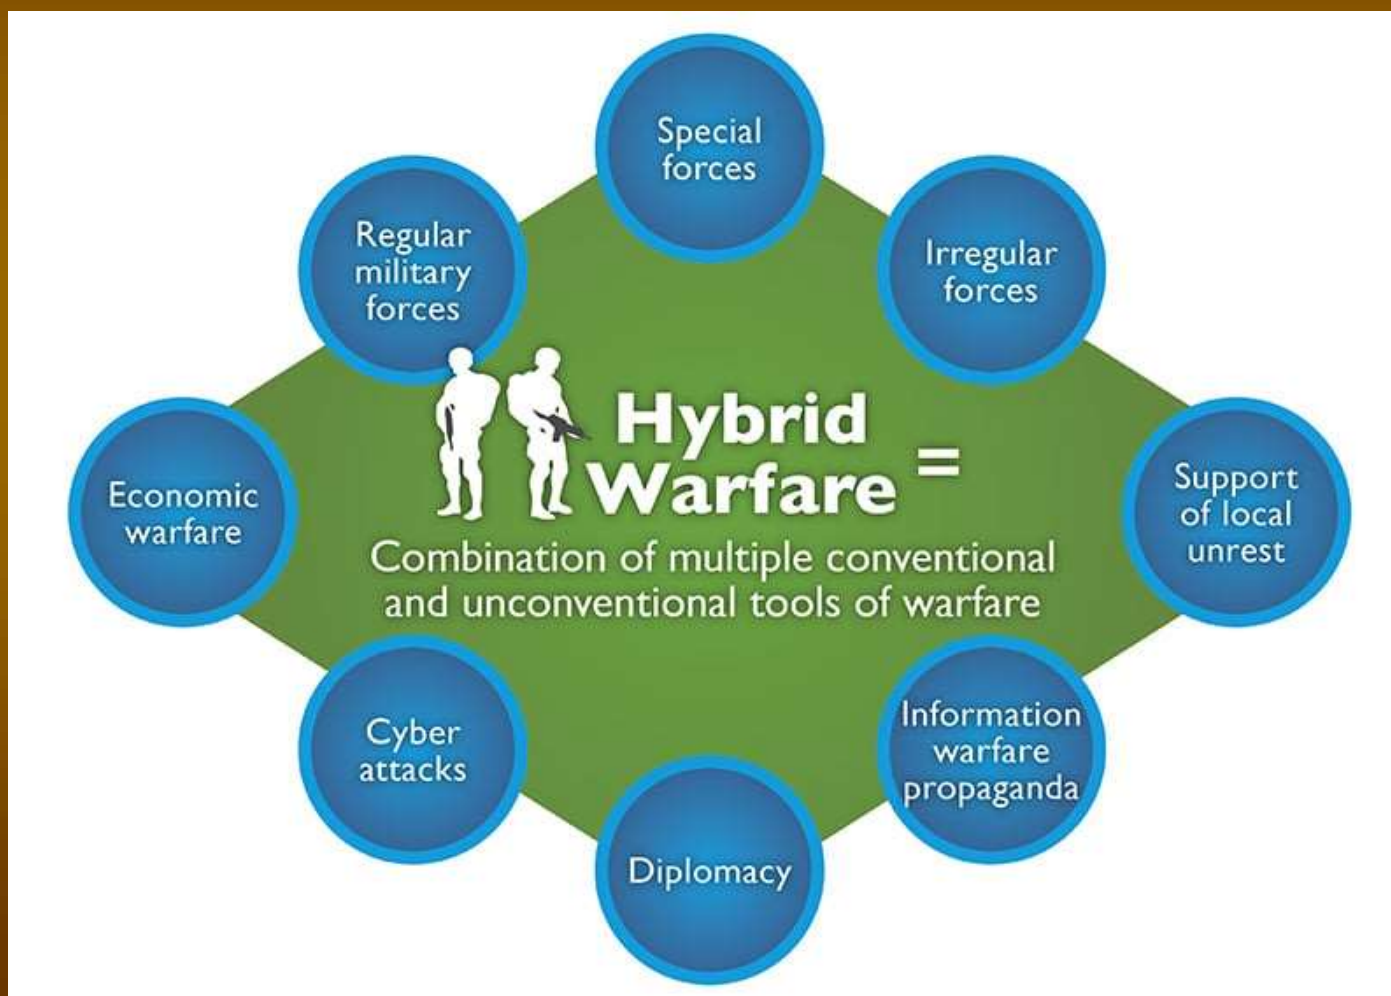 Special
forces
Regular
military
forces
Irregular
forces
Hybrid
Warfare =
Economic
warfare
Support
of local
unrest
Combination of multiple conventional
and unconventional tools of warfare
Cyber
attacks
Information
warfare
propaganda
Diplomacy